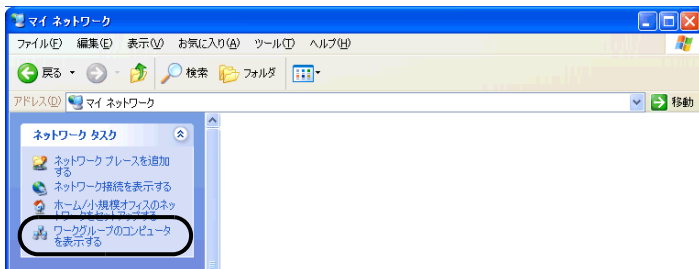 マイ ネットワーク
ファイル(F) 編集(E) 表示(V) お気に入り(A) ツール(T) ヘルプ(H)
戻る 検索 フォルダ
アドレス(D) マイ ネットワーク 移動
ネットワーク タスク
ネットワーク プレースを追加
する
ネットワーク接続を表示する
ホーム/小規模オフィスのネッ
トワークをセットアップする
ワークグループのコンピュータ
を表示する